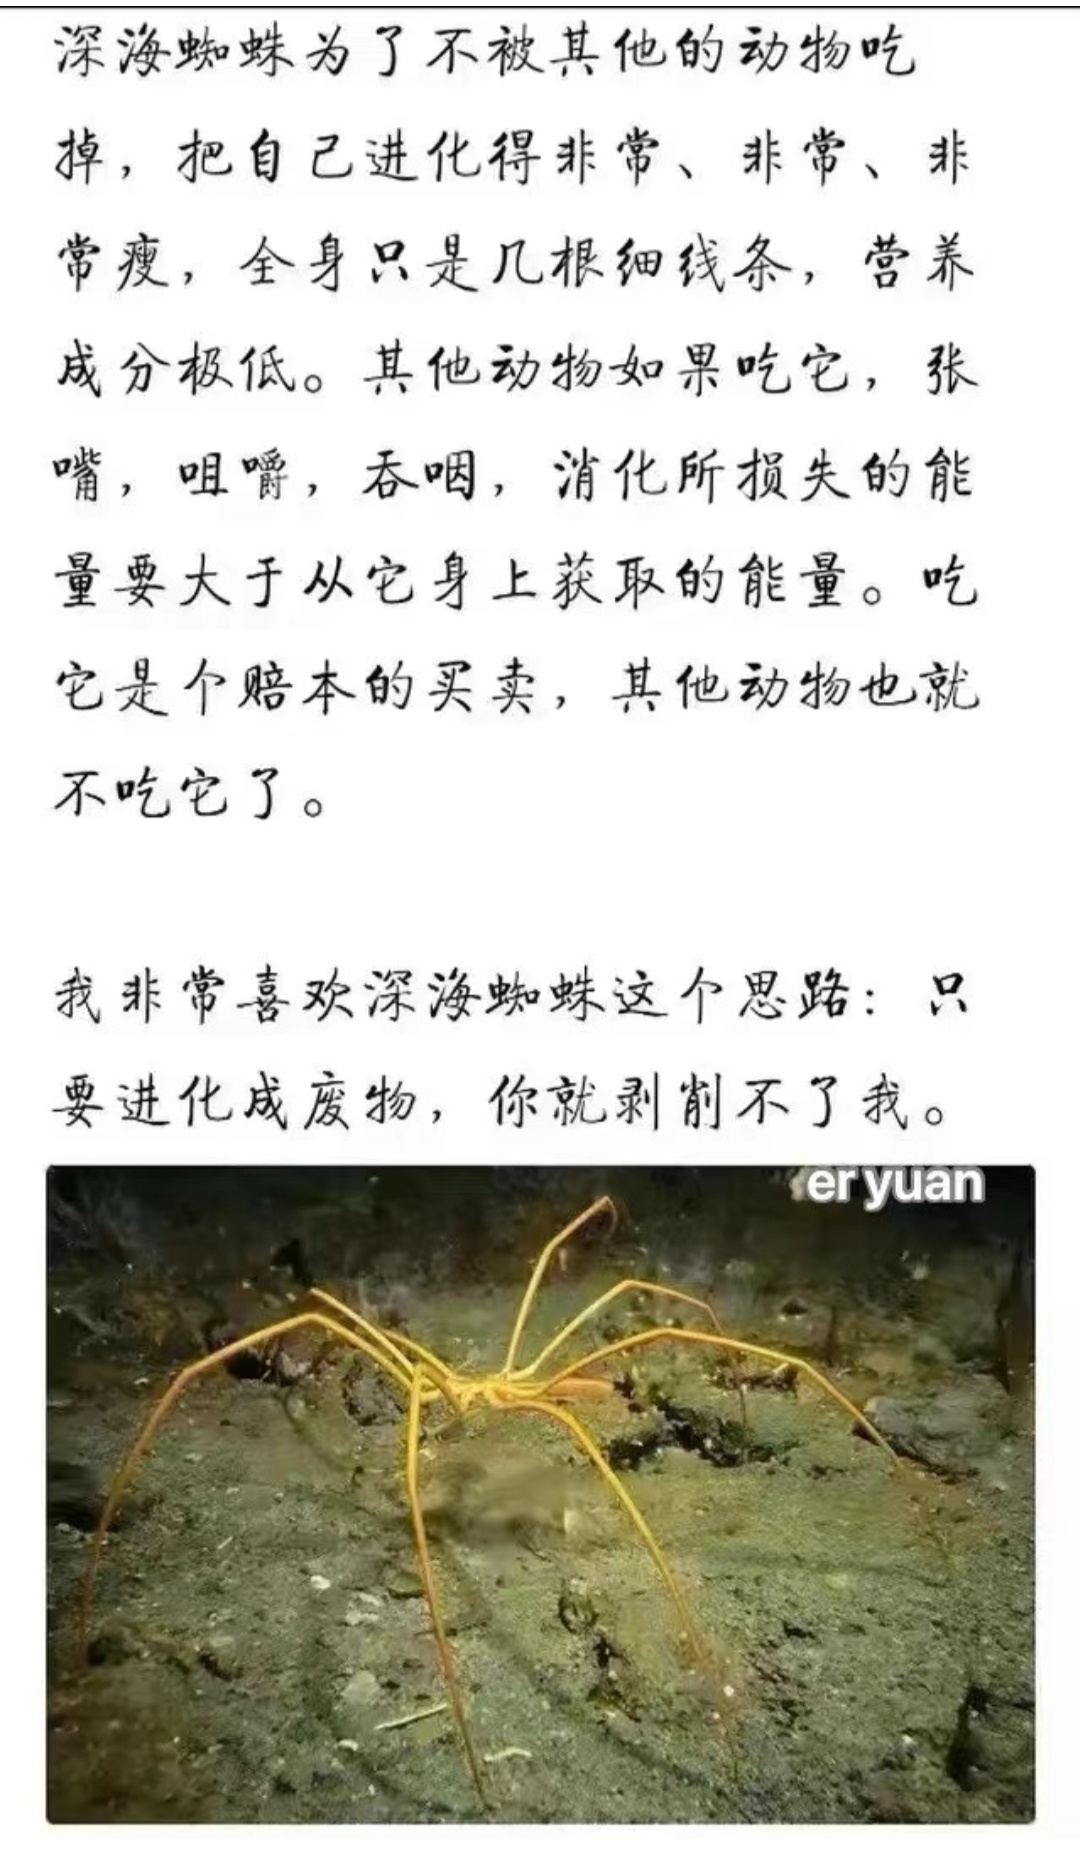 深海蜘蛛为了不被其他的动物吃
掉，把自己进化得非常、非常、非
常瘦，全身只是几根细线条，营养
成分极低。其他动物如果吃它，张
嘴，咀嚼，吞咽，消化所损失的能
量要大于从它身上获取的能量。吃
它是个赔本的买卖，其他动物也就
不吃它了。
我非常喜欢深海蜘蛛这个思路：只
要进化成废物，你就剥削不了我。
er yuan